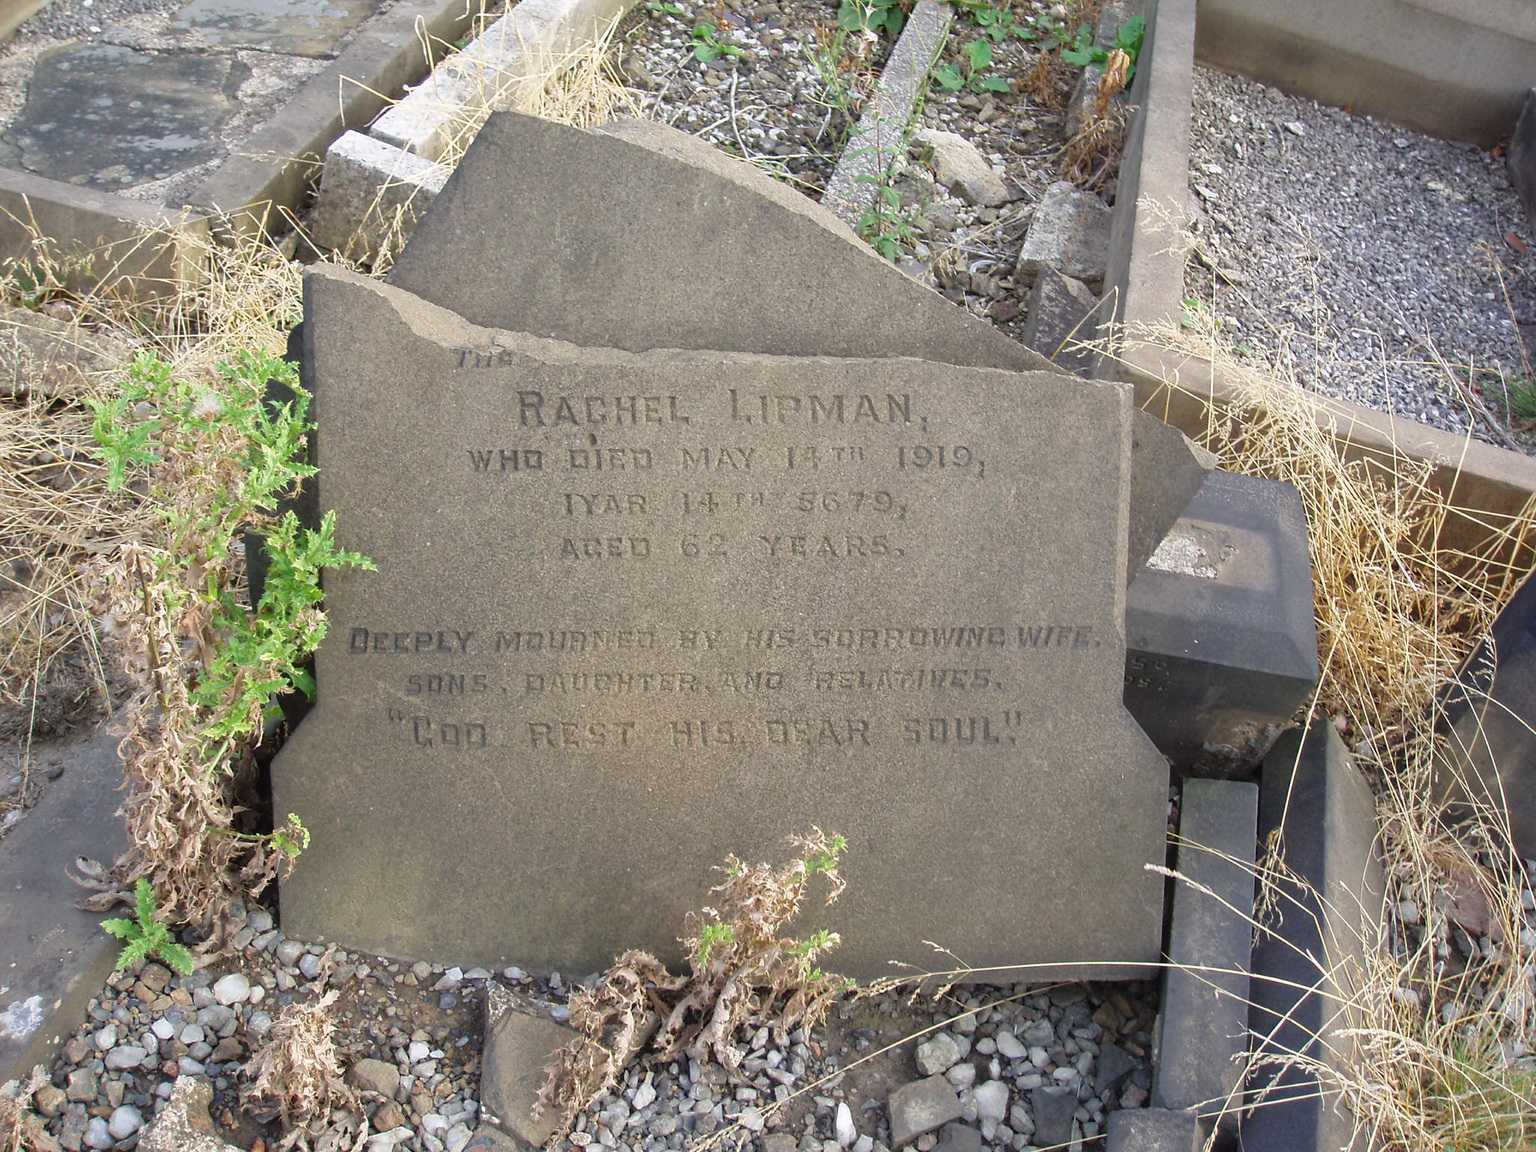 THE
RACHEL LIPMAN,
WHO DIED MAY 14TH 1919,
IYAR 14TH 5679,
AGED 62 YEARS.
DEEPLY MOURNED BY HIS SORROWING WIFE,
SONS, DAUGHTER, AND RELATIVES.
"GOD REST HIS DEAR SOUL."